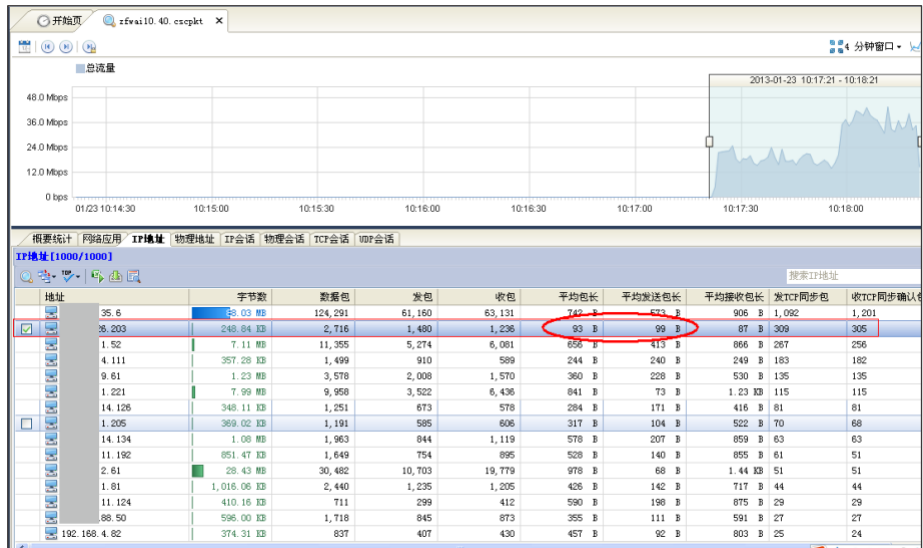 开始页 zfwai10.40.cscpkt ×
4 分钟窗口
总流量
2013-01-23 10:17:21 - 10:18:21
48.0 Mbps
36.0 Mbps
24.0 Mbps
12.0 Mbps
0 bps
01/23 10:14:30 10:15:00 10:15:30 10:16:00 10:16:30 10:17:00 10:17:30 10:18:00
概要统计 网络应用 IP地址 物理地址 IP会话 物理会话 TCP会话 UDP会话
IP地址[1000/1000]
搜索IP地址
地址 字节数 数据包 发包 收包 平均包长 平均发送包长 平均接收包长 发TCP同步包 收TCP同步确认包
35.6 8.03 MB 124,291 61,160 63,131 742 B 573 B 906 B 1,092 1,201
26.203 248.84 KB 2,716 1,480 1,236 93 B 99 B 87 B 309 305
1.52 7.11 MB 11,355 5,274 6,081 656 B 413 B 866 B 267 256
4.111 357.28 KB 1,499 910 589 244 B 240 B 249 B 183 182
9.61 1.23 MB 3,578 2,008 1,570 360 B 228 B 530 B 135 135
1.221 7.99 MB 9,958 3,522 6,436 841 B 73 B 1.23 KB 115 115
14.126 348.11 KB 1,251 673 578 284 B 171 B 416 B 81 81
1.205 369.02 KB 1,191 585 606 317 B 104 B 522 B 70 68
14.134 1.08 MB 1,963 844 1,119 578 B 207 B 859 B 63 63
11.192 851.47 KB 1,649 754 895 528 B 140 B 855 B 61 51
2.61 28.43 MB 30,482 10,703 19,779 978 B 68 B 1.44 KB 51 51
1.81 1,016.06 KB 2,440 1,235 1,205 426 B 142 B 717 B 44 44
11.124 410.16 KB 711 299 412 590 B 198 B 875 B 29 29
88.50 596.00 KB 1,718 845 873 355 B 111 B 591 B 27 27
192.168.4.82 374.31 KB 837 407 430 457 B 92 B 803 B 25 24